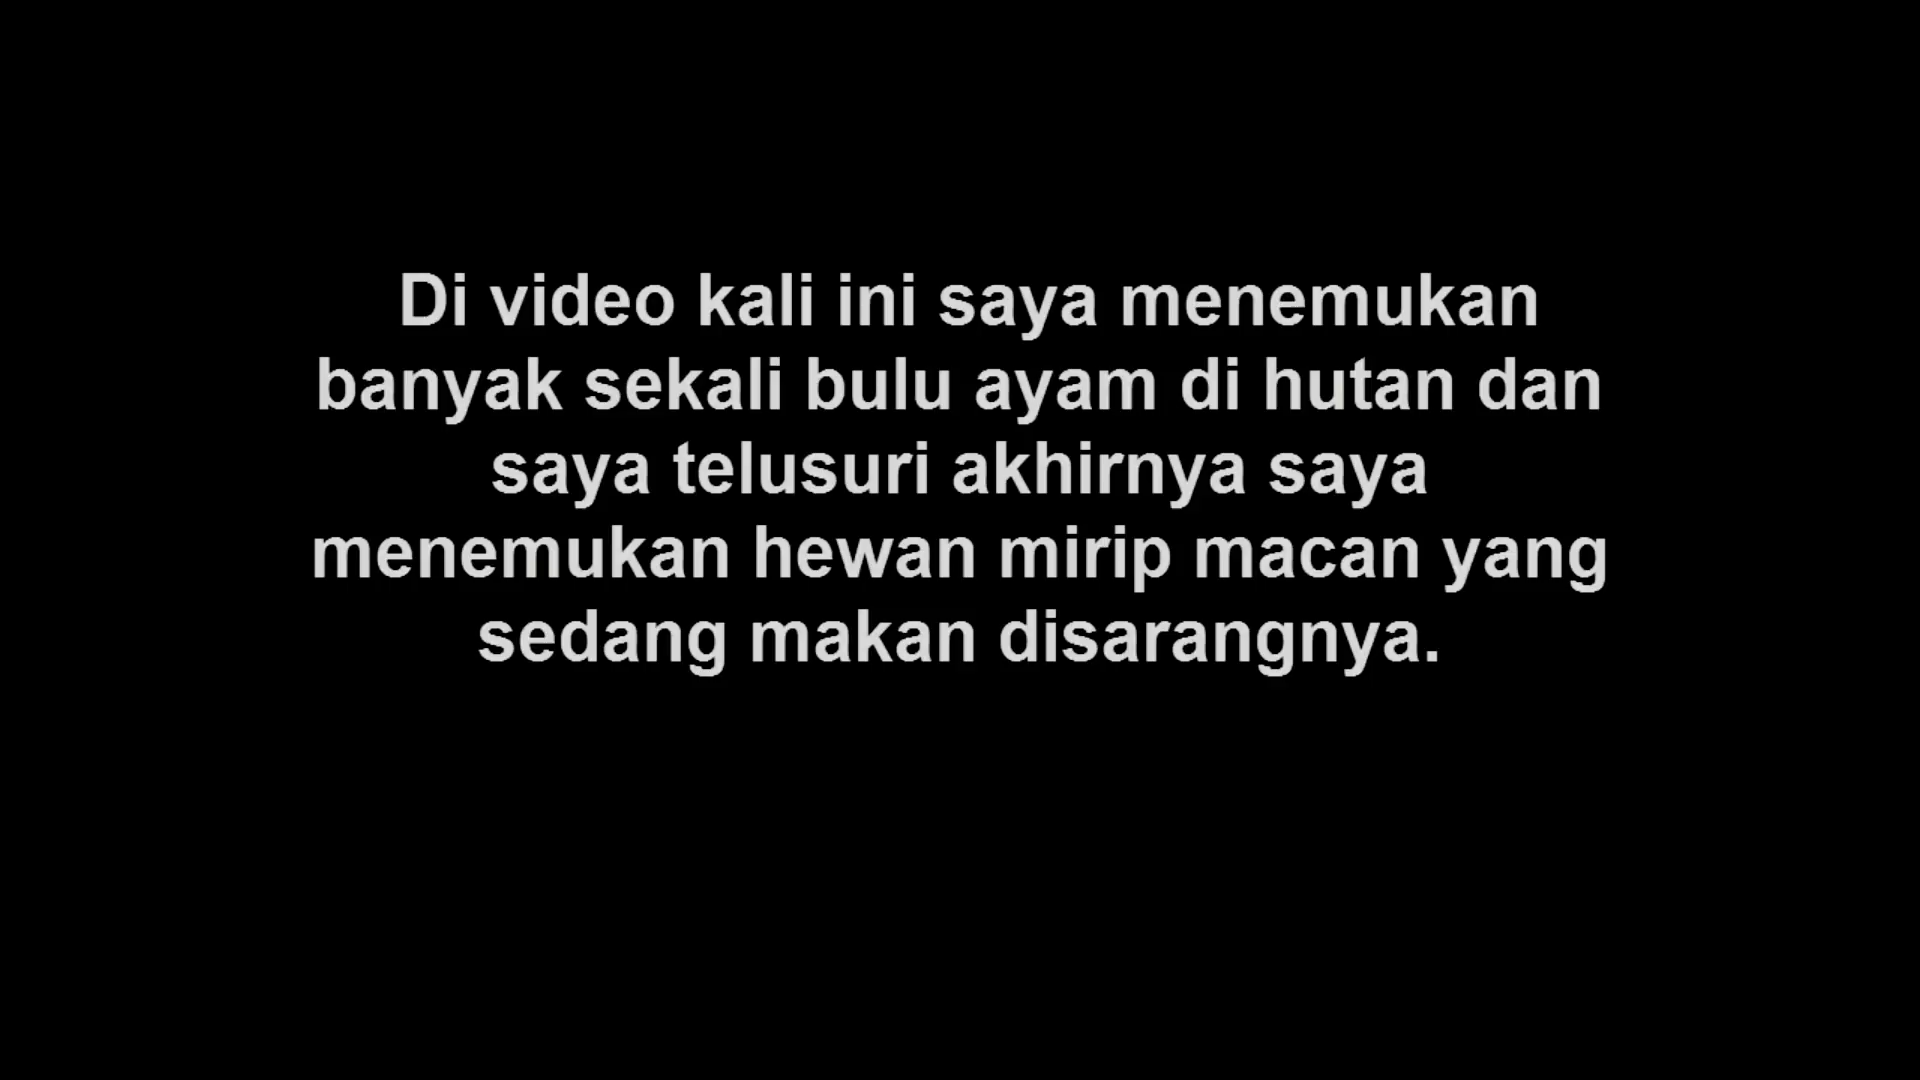 Di video kali ini saya menemukan
banyak sekali bulu ayam di hutan dan
saya telusuri akhirnya saya
menemukan hewan mirip macan yang
sedang makan disarangnya.